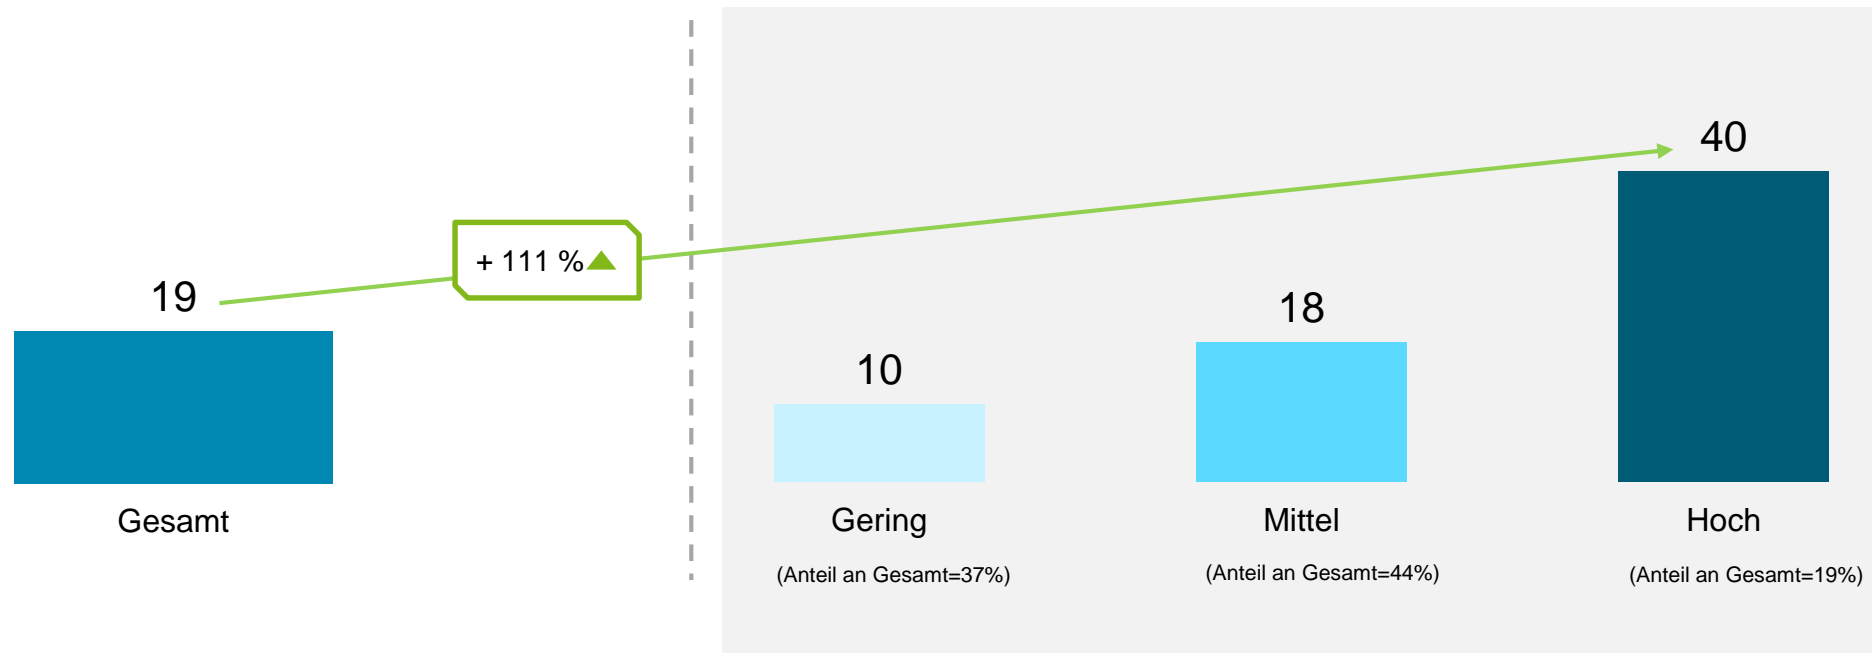 19
Gesamt
+ 111 %
10
Gering
(Anteil an Gesamt=37%)
18
Mittel
(Anteil an Gesamt=44%)
40
Hoch
(Anteil an Gesamt=19%)